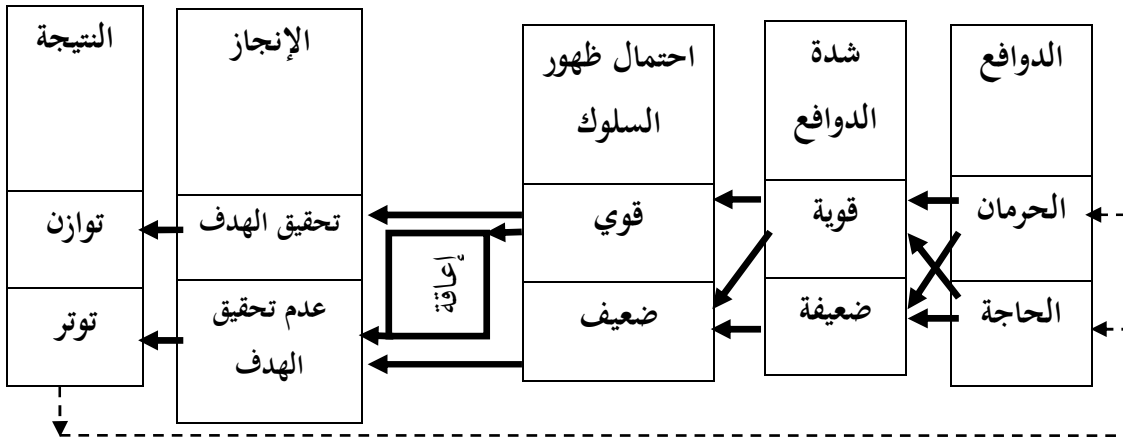 الدوافع
الحرمان
الحاجة
شدة
الدوافع
قوية
ضعيفة
احتمال ظهور
السلوك
قوي
ضعيف
إعاقة
الإنجاز
تحقيق الهدف
عدم تحقيق
الهدف
النتيجة
توازن
توتر